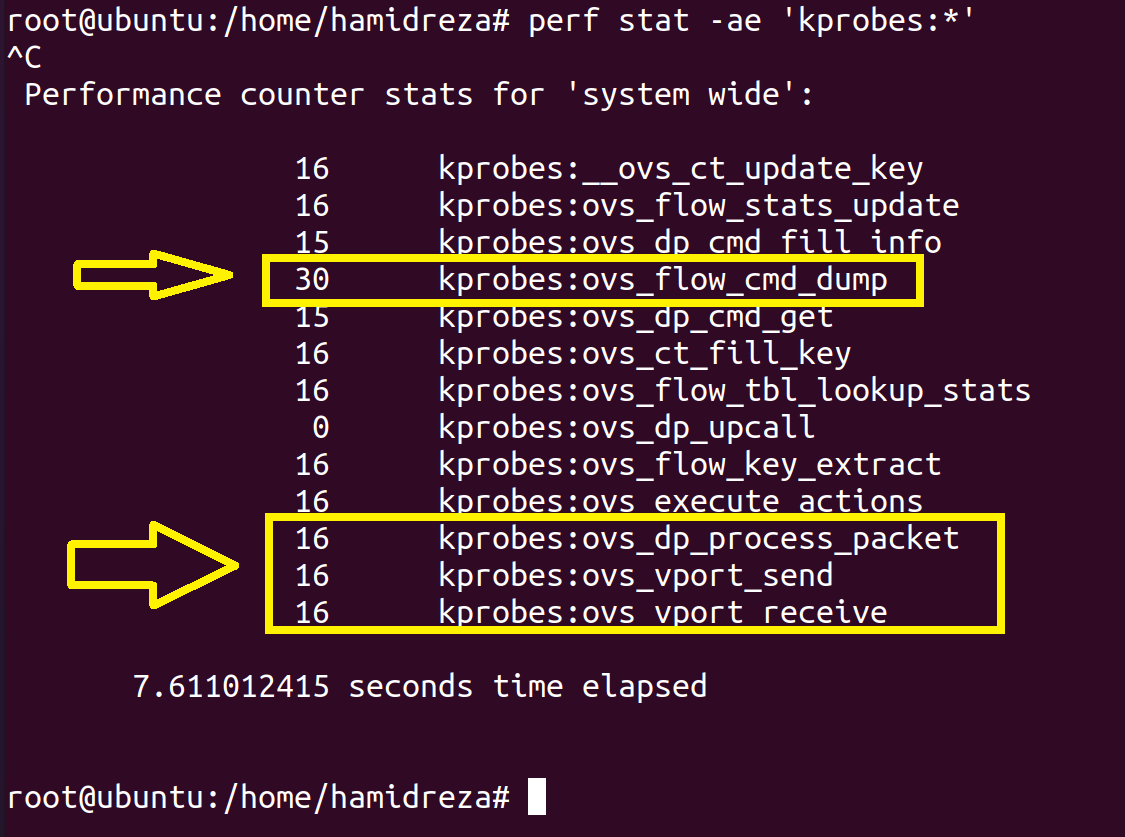 root@ubuntu:/home/hamidreza# perf stat -ae 'kprobes:*'
^C
Performance counter stats for 'system wide':
16 kprobes:__ovs_ct_update_key
16 kprobes:ovs_flow_stats_update
15 kprobes:ovs_dp_cmd_fill_info
30 kprobes:ovs_flow_cmd_dump
15 kprobes:ovs_dp_cmd_get
16 kprobes:ovs_ct_fill_key
16 kprobes:ovs_flow_tbl_lookup_stats
0 kprobes:ovs_dp_upcall
16 kprobes:ovs_flow_key_extract
16 kprobes:ovs_execute_actions
16 kprobes:ovs_dp_process_packet
16 kprobes:ovs_vport_send
16 kprobes:ovs_vport_receive
7.611012415 seconds time elapsed
root@ubuntu:/home/hamidreza#